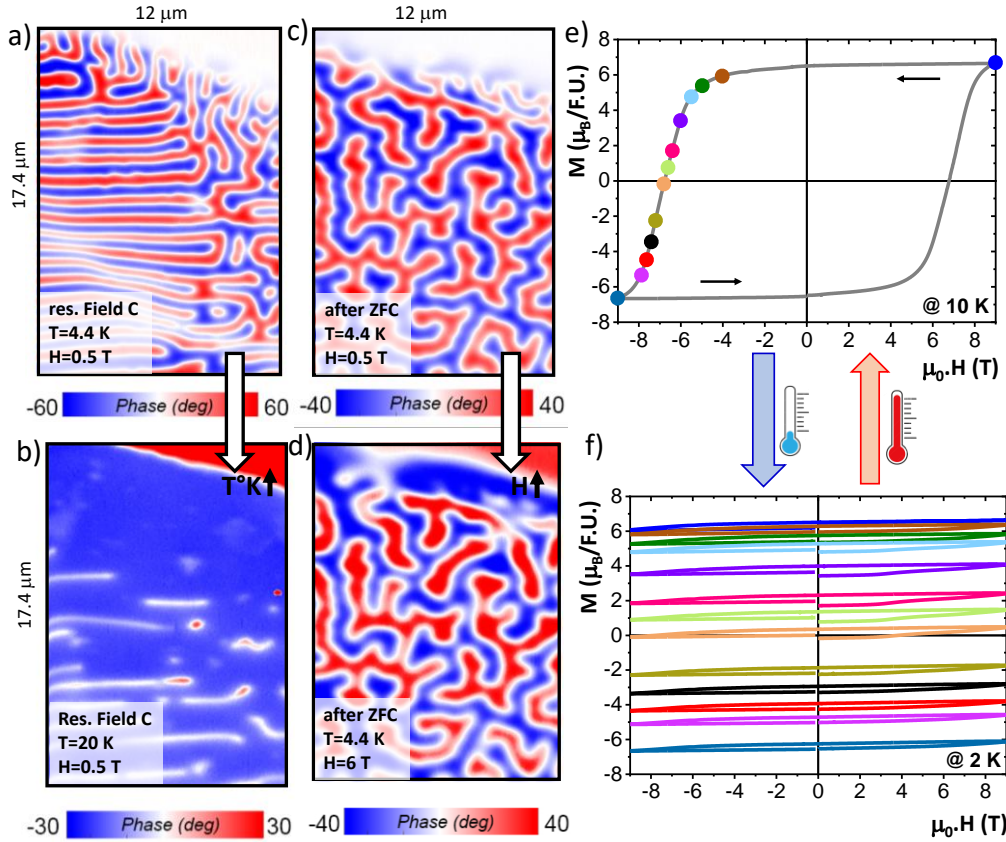 12 μm
12 μm
a)
c)
e)
17.4 μm
res. Field C
T=4.4 K
H=0.5 T
after ZFC
T=4.4 K
H=0.5 T
-60 Phase (deg) 60
-40 Phase (deg) 40
M (μB/F.U.)
8
6
4
2
0
-2
-4
-6
-8
-8 -6 -4 -2 0 2 4 6 8
@ 10 K
μ0.H (T)
b)
d)
f)
T°K
H
17.4 μm
Res. Field C
T=20 K
H=0.5 T
after ZFC
T=4.4 K
H=6 T
-30 Phase (deg) 30
-40 Phase (deg) 40
M (μB/F.U.)
8
6
4
2
0
-2
-4
-6
-8
-8 -6 -4 -2 0 2 4 6 8
@ 2 K
μ0.H (T)